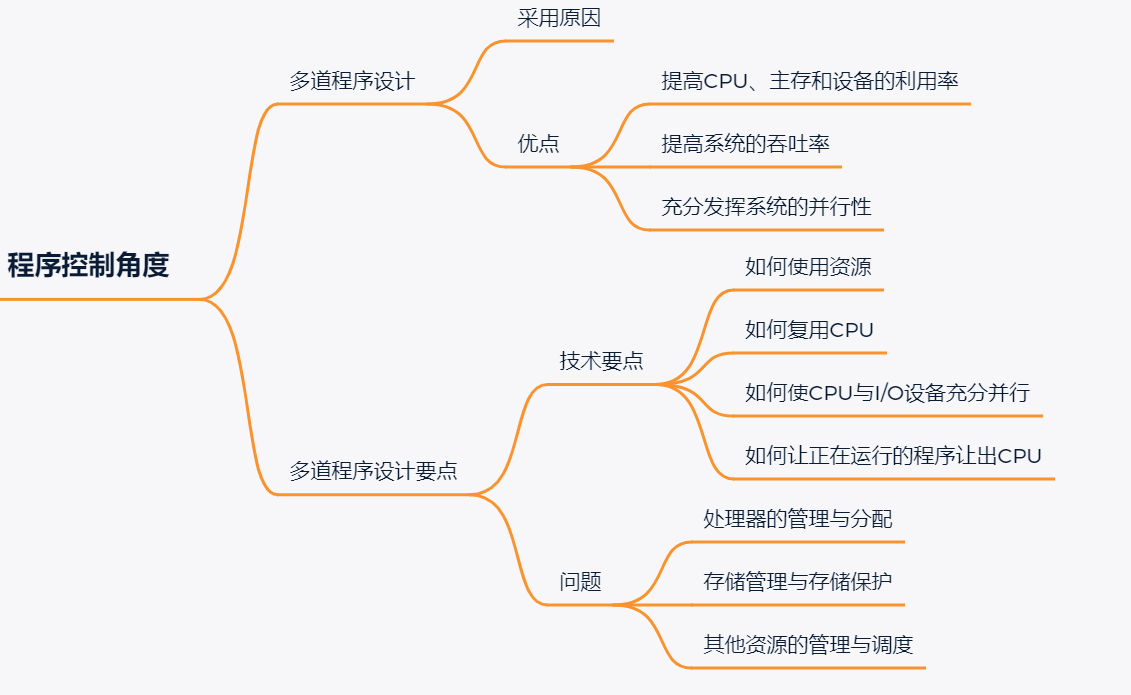 采用原因
多道程序设计
提高CPU、主存和设备的利用率
优点
提高系统的吞吐率
充分发挥系统的并行性
程序控制角度
如何使用资源
如何复用CPU
技术要点
如何使CPU与I/O设备充分并行
如何让正在运行的程序让出CPU
多道程序设计要点
处理器的管理与分配
问题
存储管理与存储保护
其他资源的管理与调度